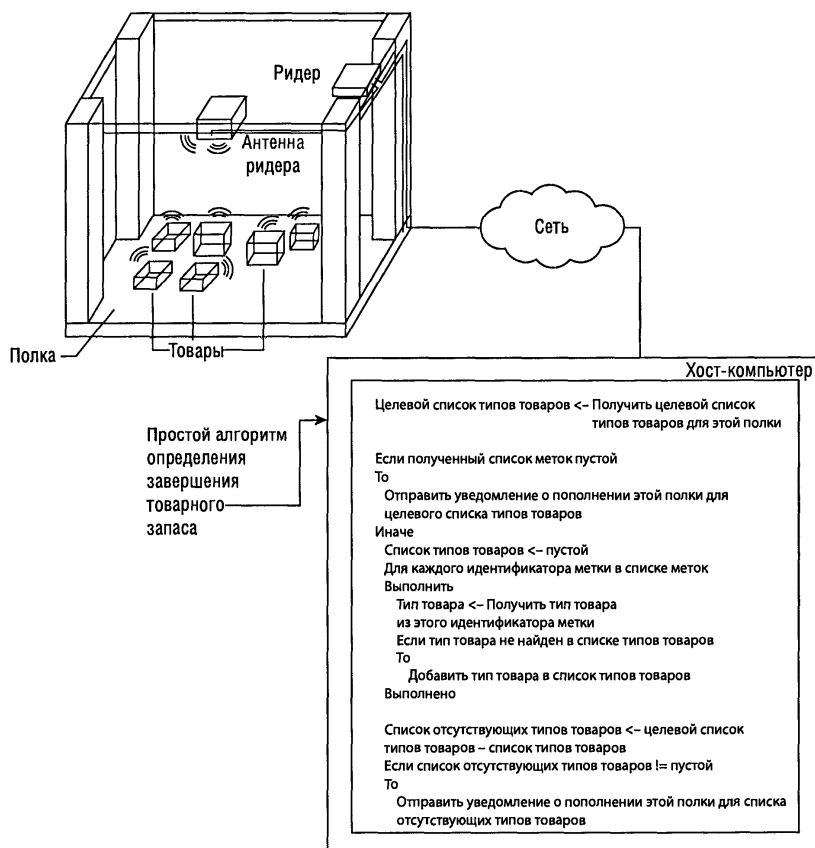 Ридер
Антенна
ридера
Сеть
Полка
Товары
Хост-компьютер
Простой алгоритм
определения
завершения
товарного
запаса
Целевой список типов товаров <– Получить целевой список
типов товаров для этой полки
Если полученный список меток пустой
То
Отправить уведомление о пополнении этой полки для
целевого списка типов товаров
Иначе
Список типов товаров <– пустой
Для каждого идентификатора метки в списке меток
Выполнить
Тип товара <– Получить тип товара
из этого идентификатора метки
Если тип товара не найден в списке типов товаров
То
Добавить тип товара в список типов товаров
Выполнено
Список отсутствующих типов товаров <– целевой список
типов товаров – список типов товаров
Если список отсутствующих типов товаров != пустой
То
Отправить уведомление о пополнении этой полки для списка
отсутствующих типов товаров